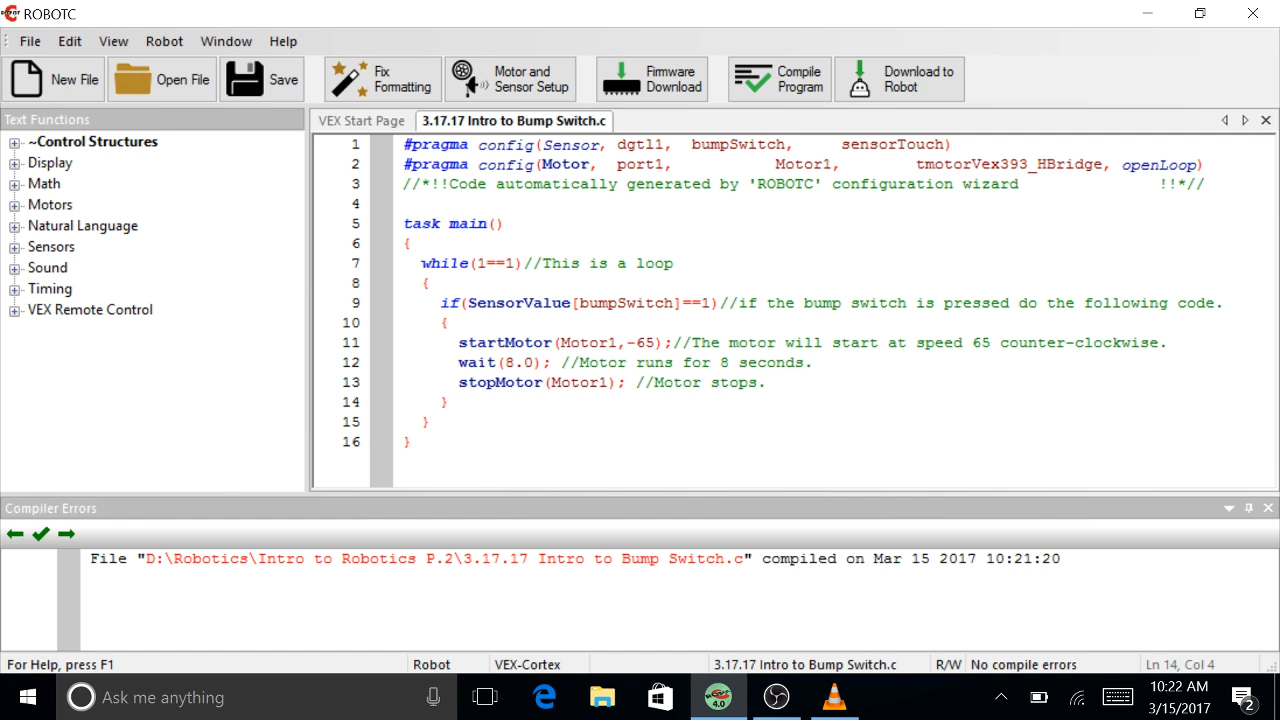 ROBOTC
File Edit View Robot Window Help
New File Open File Save Fix Formatting Motor and Sensor Setup Firmware Download Compile Program Download to Robot
Text Functions
~Control Structures
Display
Math
Motors
Natural Language
Sensors
Sound
Timing
VEX Remote Control
VEX Start Page 3.17.17 Intro to Bump Switch.c
1 #pragma config(Sensor, dgtl1, bumpSwitch, sensorTouch)
2 #pragma config(Motor, port1, Motor1, tmotorVex393_HBridge, openLoop)
3 //*!!Code automatically generated by 'ROBOTC' configuration wizard !!*//
4
5 task main()
6 {
7 while(1==1)//This is a loop
8 {
9 if(SensorValue[bumpSwitch]==1)//if the bump switch is pressed do the following code.
10 {
11 startMotor(Motor1,-65);//The motor will start at speed 65 counter-clockwise.
12 wait(8.0); //Motor runs for 8 seconds.
13 stopMotor(Motor1); //Motor stops.
14 }
15 }
16 }
Compiler Errors
File "D:\Robotics\Intro to Robotics P.2\3.17.17 Intro to Bump Switch.c" compiled on Mar 15 2017 10:21:20
For Help, press F1 Robot VEX-Cortex 3.17.17 Intro to Bump Switch.c R/W No compile errors Ln 14, Col 4
Ask me anything
4.0
10:22 AM
3/15/2017
2